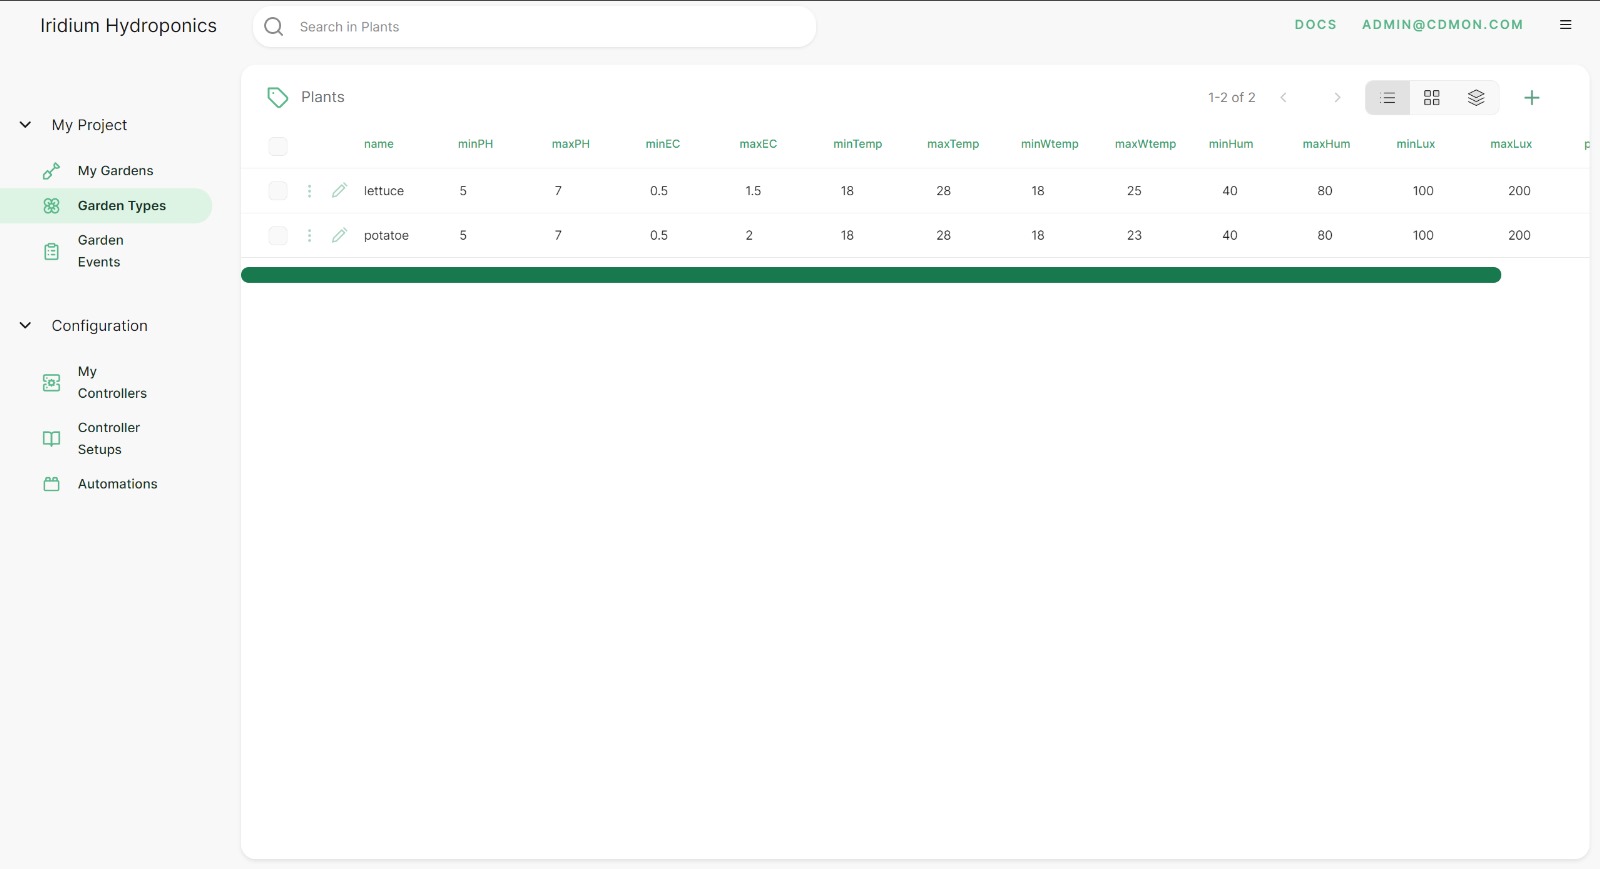 Iridium Hydroponics
Search in Plants
DOCS
ADMIN@CDMON.COM
My Project
My Gardens
Garden Types
Garden
Events
Configuration
My
Controllers
Controller
Setups
Automations
Plants
1-2 of 2
name minPH maxPH minEC maxEC minTemp maxTemp minWtemp maxWtemp minHum maxHum minLux maxLux
lettuce 5 7 0.5 1.5 18 28 18 25 40 80 100 200
potatoe 5 7 0.5 2 18 28 18 23 40 80 100 200